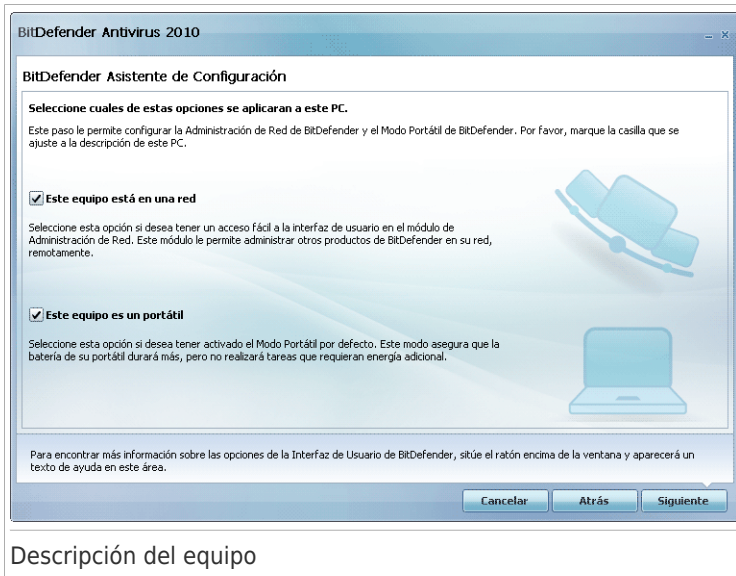 BitDefender Antivirus 2010
BitDefender Asistente de Configuración
Seleccione cuales de estas opciones se aplicaran a este PC.
Este paso le permite configurar la Administración de Red de BitDefender y el Modo Portátil de BitDefender. Por favor, marque la casilla que se
ajuste a la descripción de este PC.
Este equipo está en una red
Seleccione esta opción si desea tener un acceso fácil a la interfaz de usuario en el módulo de
Administración de Red. Este módulo le permite administrar otros productos de BitDefender en su red,
remotamente.
Este equipo es un portátil
Seleccione esta opción si desea tener activado el Modo Portátil por defecto. Este modo asegura que la
batería de su portátil durará más, pero no realizará tareas que requieran energía adicional.
Para encontrar más información sobre las opciones de la Interfaz de Usuario de BitDefender, sitúe el ratón encima de la ventana y aparecerá un
texto de ayuda en este área.
Cancelar Atrás Siguiente
Descripción del equipo